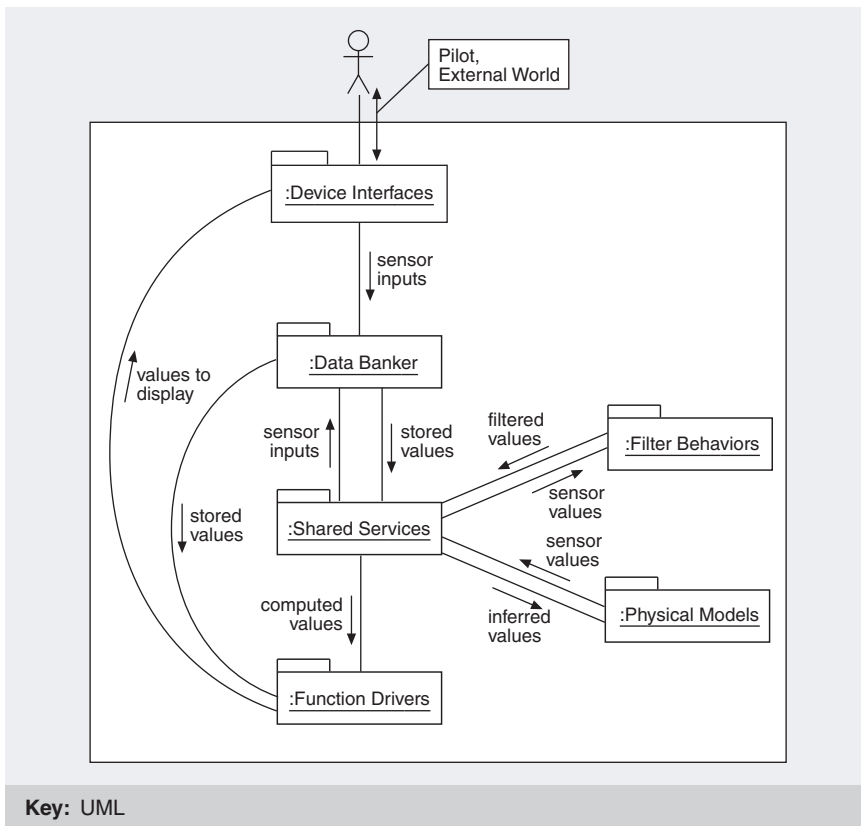 Pilot,
External World
:Device Interfaces
sensor
inputs
:Data Banker
values to
display
sensor
inputs
stored
values
filtered
values
:Filter Behaviors
sensor
values
stored
values
:Shared Services
sensor
values
computed
values
inferred
values
:Physical Models
:Function Drivers
Key: UML